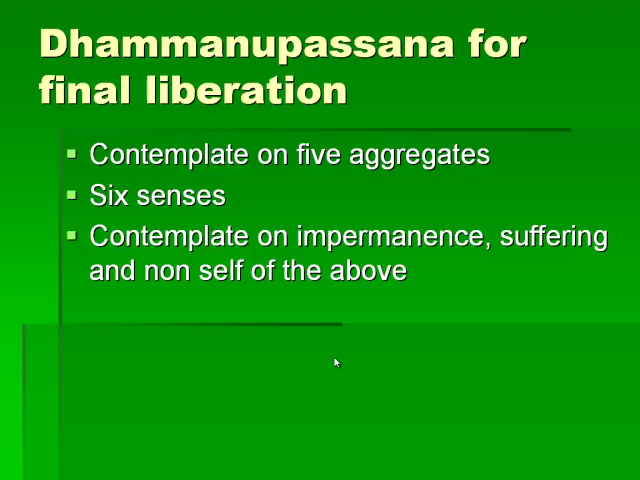 Dhammanupassana for
final liberation
Contemplate on five aggregates
Six senses
Contemplate on impermanence, suffering
and non self of the above